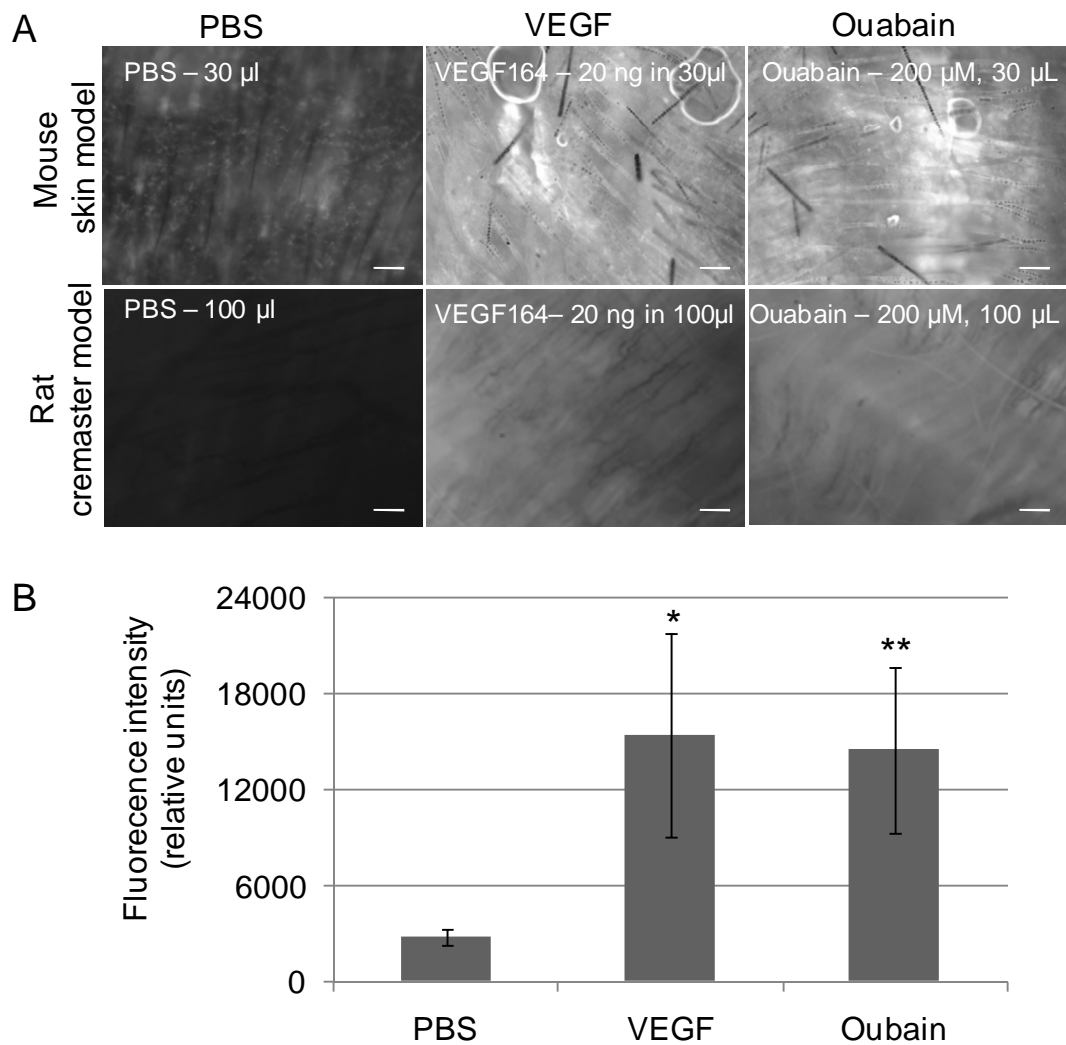 A
PBS
VEGF
Ouabain
Mouse
skin model
PBS – 30 µl
VEGF164 – 20 ng in 30µl
Ouabain – 200 µM, 30 µL
Rat
cremaster model
PBS – 100 µl
VEGF164– 20 ng in 100µl
Ouabain – 200 µM, 100 µL
B
Fluorecence intensity
(relative units)
24000
18000
12000
6000
0
*
**
PBS
VEGF
Oubain